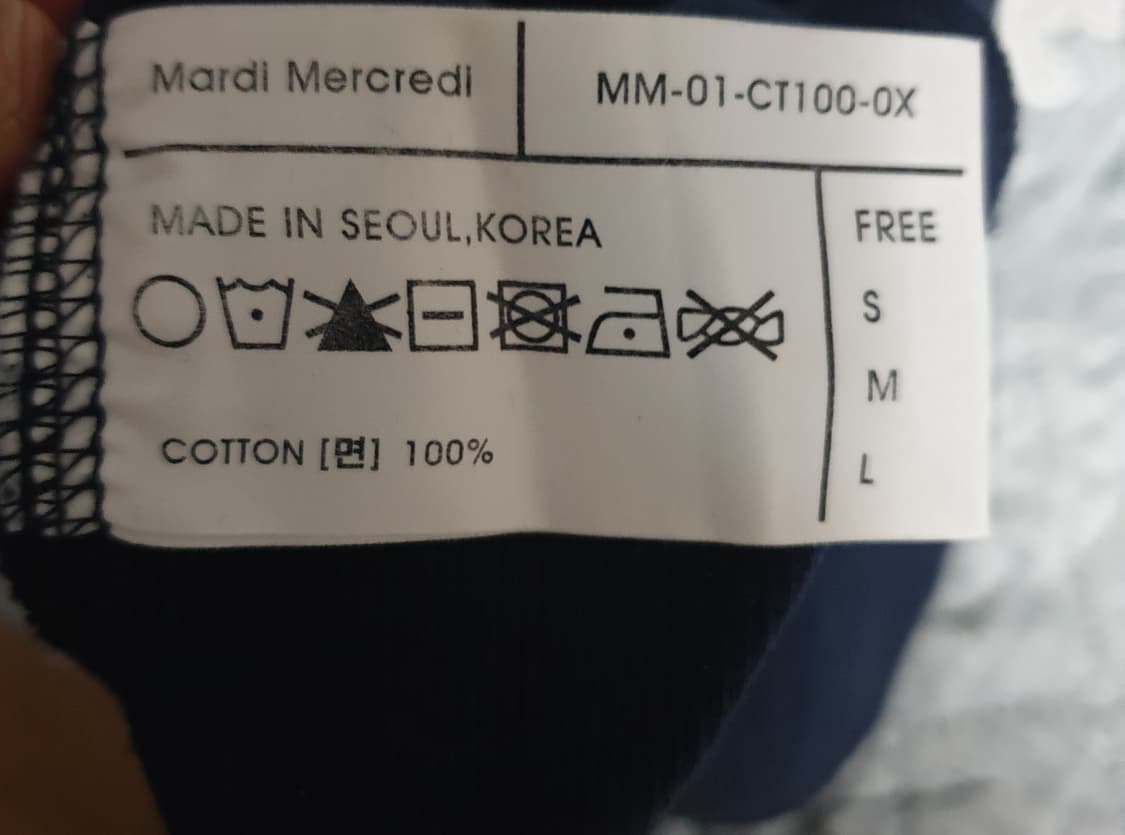 Mardi Mercredi
MM-01-CT100-0X
MADE IN SEOUL,KOREA
FREE
S
M
L
COTTON [면] 100%